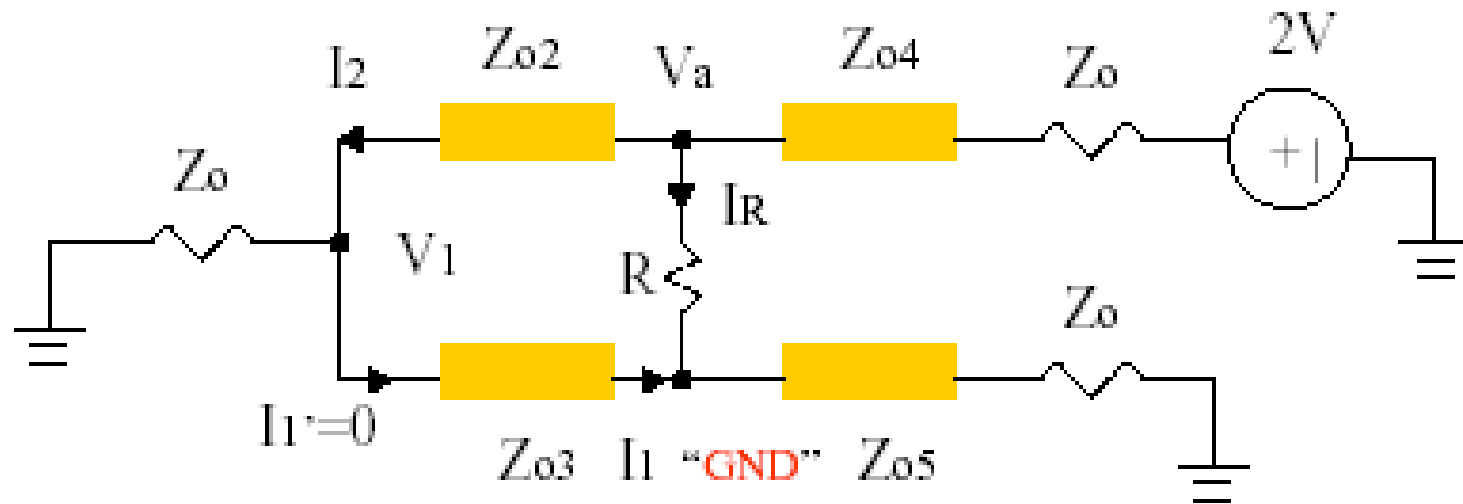 2V
I2 Zo2 Va Zo4 Zo
+ |
Zo
IR
V1
R
Zo
I1'=0
Zo3 I1 “GND” Zo5